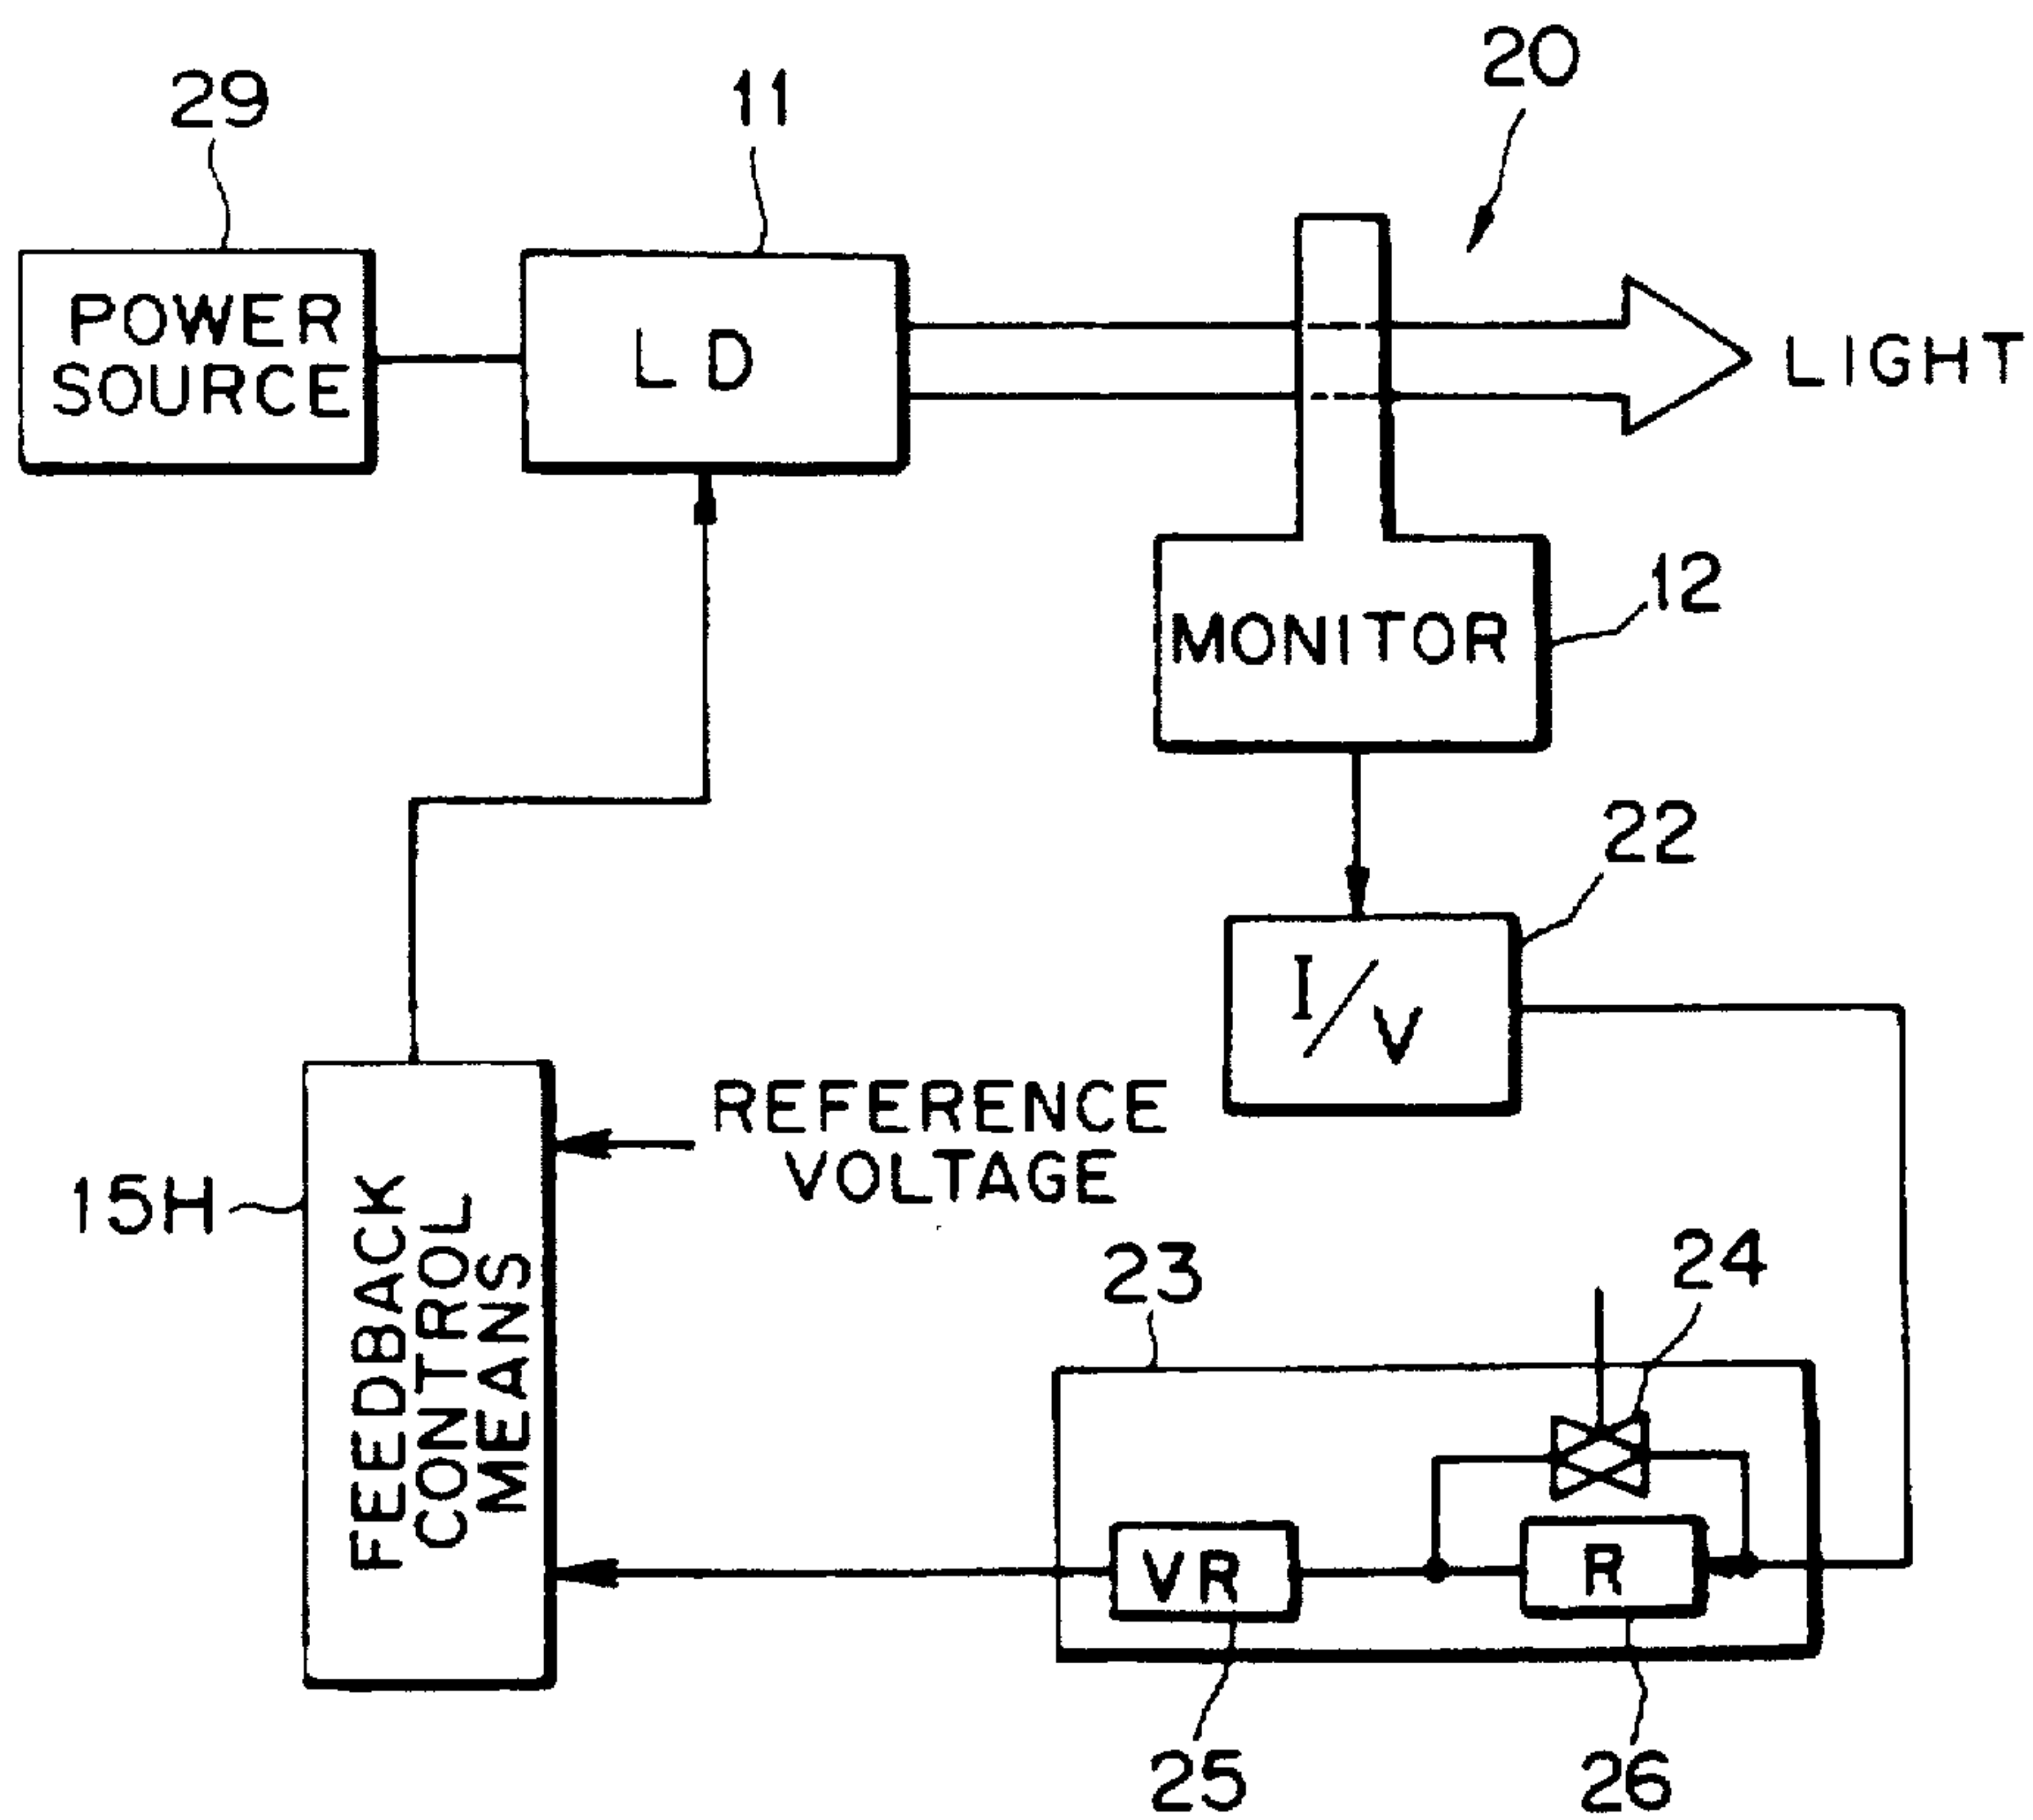 20
29
11
POWER
SOURCE
LD
LIGHT
12
MONITOR
22
I/V
REFERENCE
VOLTAGE
15H
FEEDBACK
CONTROL
MEANS
23
24
VR
R
25
26